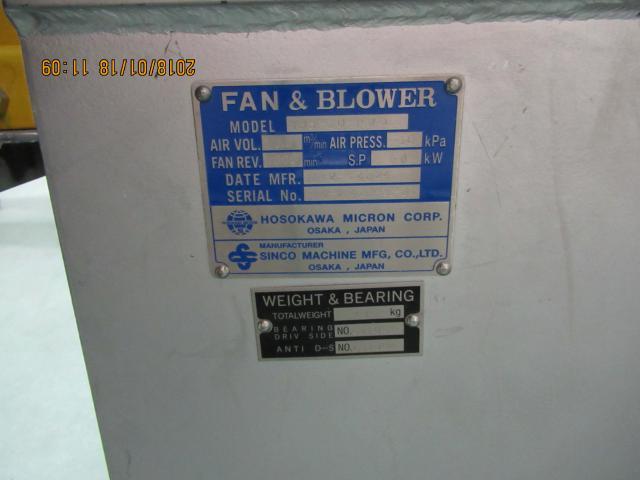 2018/01/18 11:09
FAN & BLOWER
MODEL
AIR VOL. m³/min AIR PRESS. kPa
FAN REV. /min S.P kW
DATE MFR.
SERIAL No.
HOSOKAWA MICRON CORP.
OSAKA , JAPAN
MANUFACTURER
SINCO MACHINE MFG, CO.,LTD.
OSAKA , JAPAN
WEIGHT & BEARING
TOTALWEIGHT kg
BEARING
DRIV SIDE NO.
ANTI D-S NO.